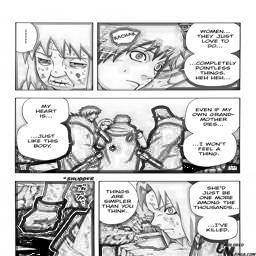 WOMEN...
THEY JUST
LOVE TO
DO...
...COMPLETELY
POINTLESS
THINGS,
HEH HEH...
MY
HEART
IS...
...JUST
LIKE THIS
BODY.
EVEN IF MY
OWN GRAND-
MOTHER
DIES...
...I WON'T
FEEL A
THING.
*SHUDDER
THINGS
ARE
SIMPLER
THAN YOU
THINK.
SHE'D
JUST BE
ONE MORE
AMONG THE
THOUSANDS...
...I'VE
KILLED.